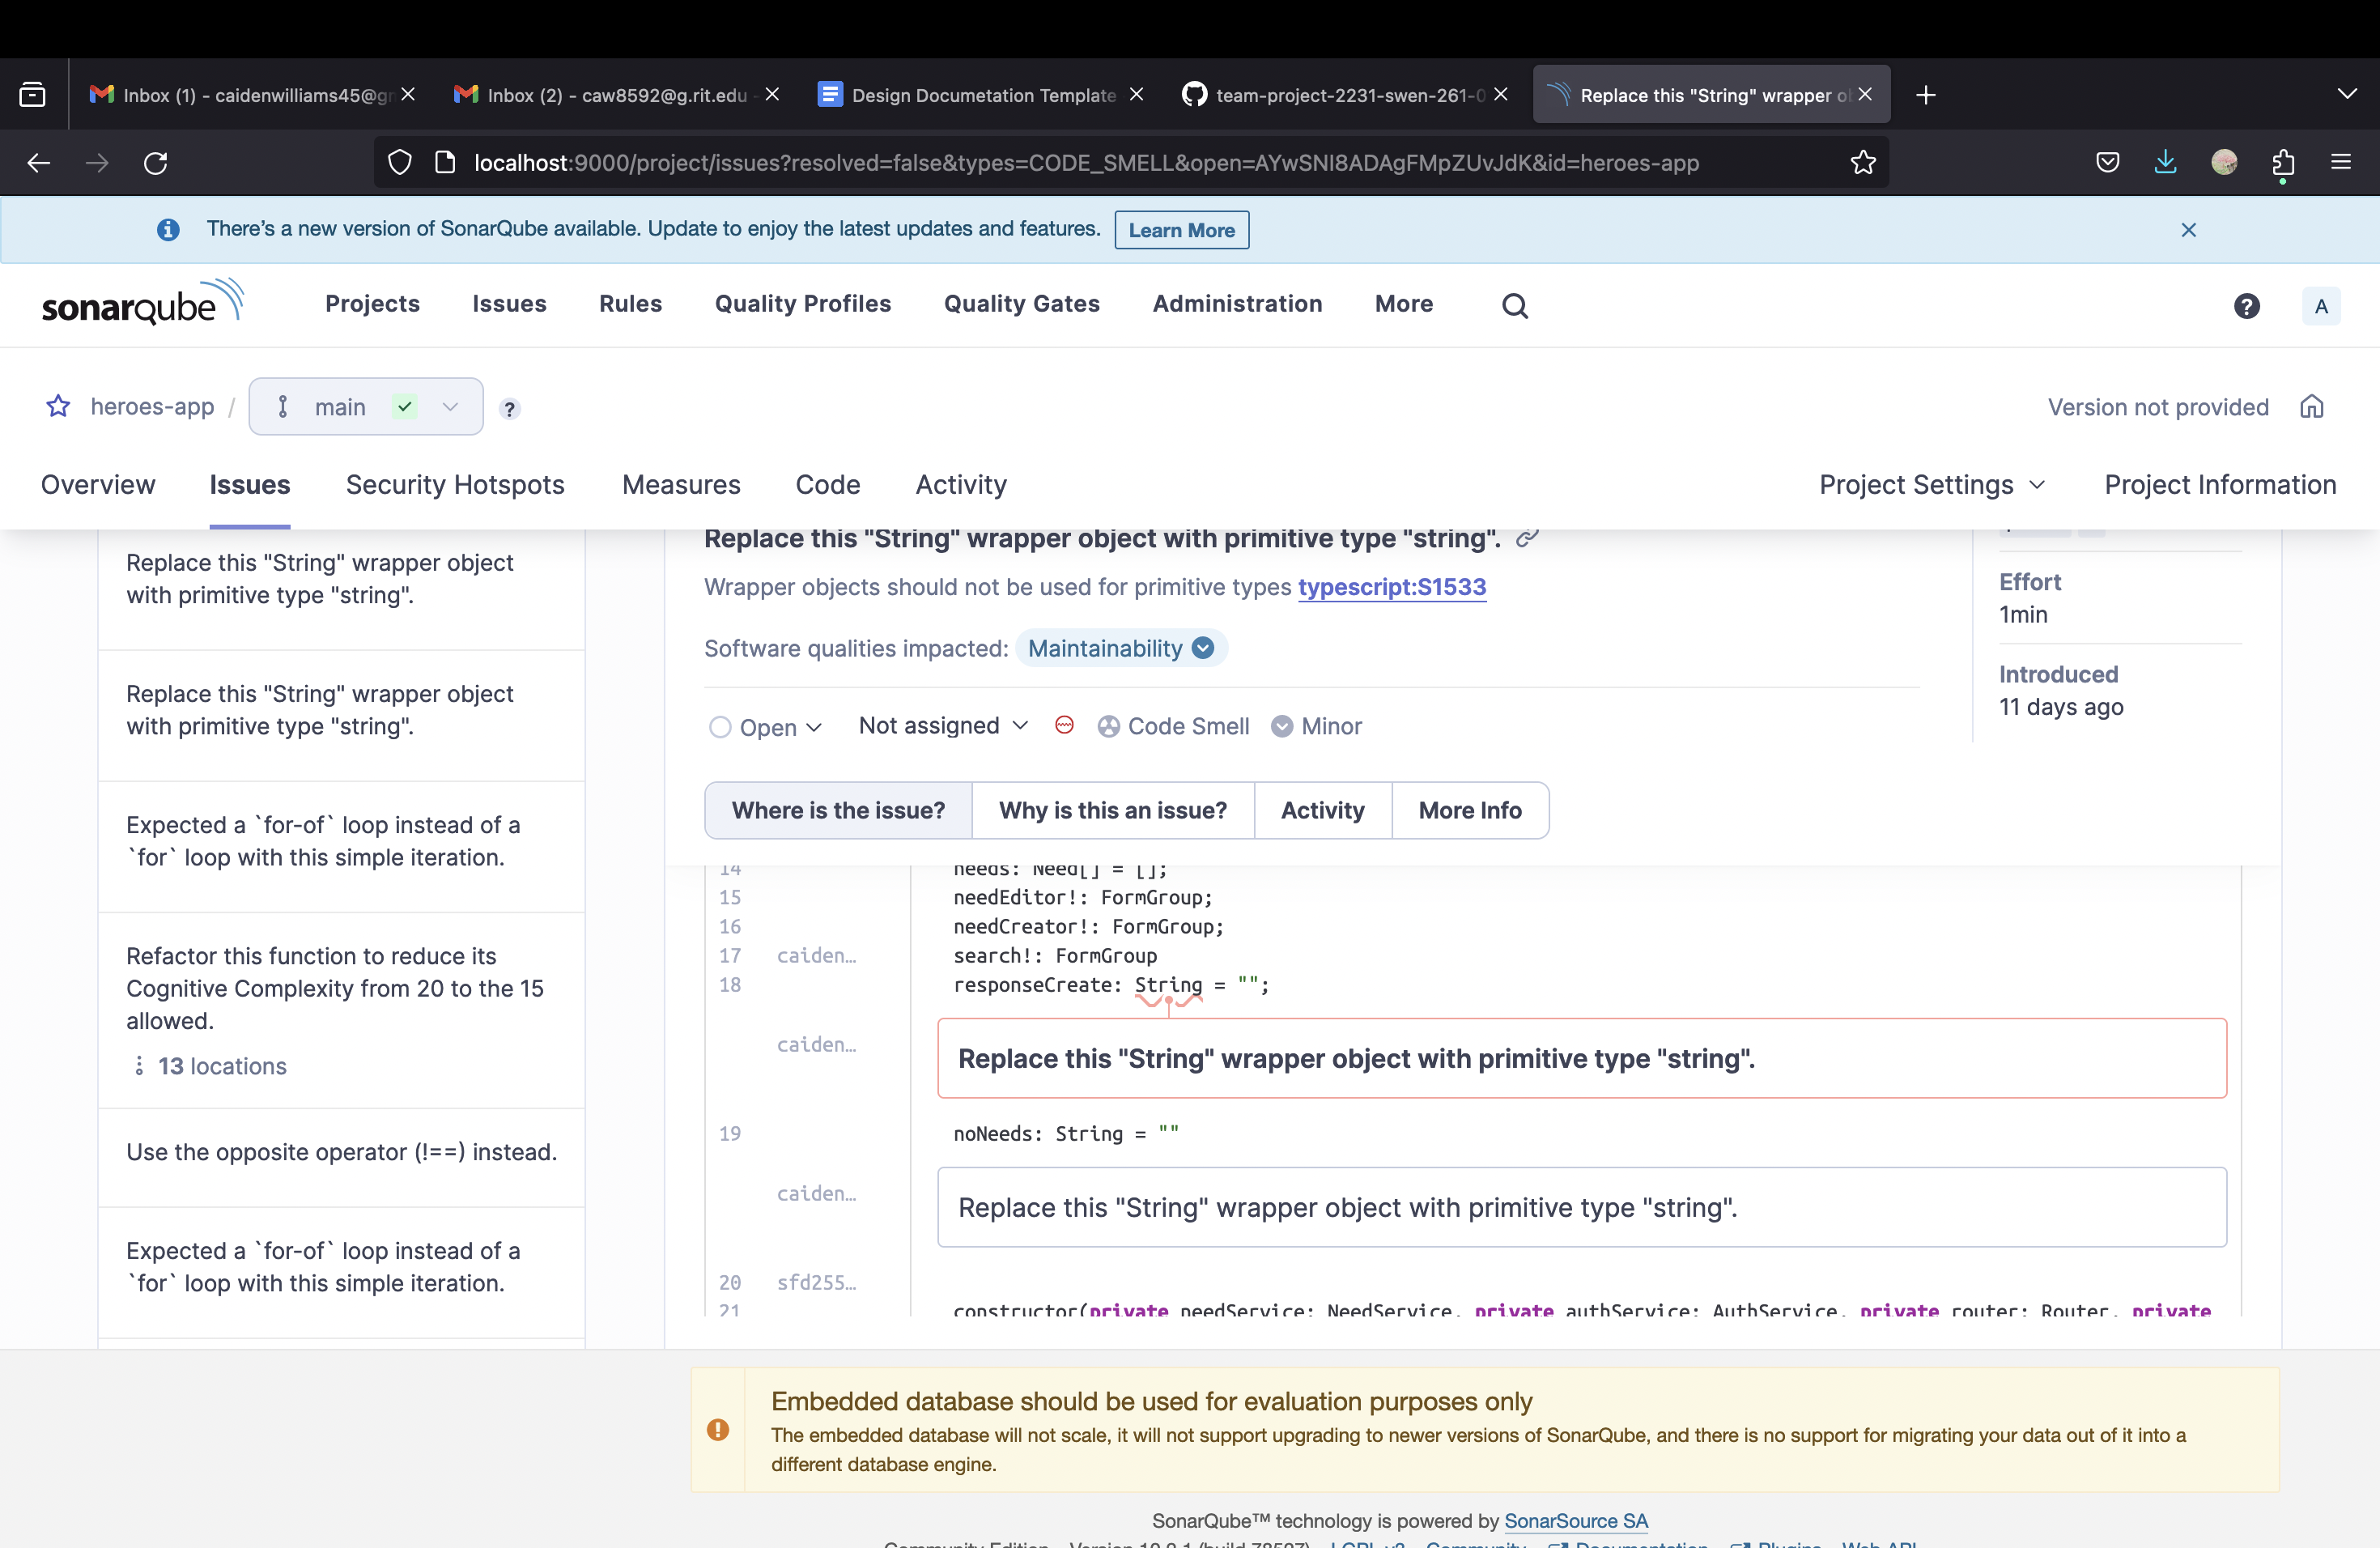 Inbox (1) - caidenwilliams45@gm
Inbox (2) - caw8592@g.rit.edu -
Design Documetation Template
team-project-2231-swen-261-0
Replace this "String" wrapper ob
localhost:9000/project/issues?resolved=false&types=CODE_SMELL&open=AYwSNI8ADAgFMpZUvJdK&id=heroes-app
There's a new version of SonarQube available. Update to enjoy the latest updates and features. Learn More
sonarqube
Projects Issues Rules Quality Profiles Quality Gates Administration More
? A
heroes-app / main ?
Version not provided
Overview Issues Security Hotspots Measures Code Activity Project Settings Project Information
Replace this "String" wrapper object
with primitive type "string".
Replace this "String" wrapper object
with primitive type "string".
Expected a `for-of` loop instead of a
`for` loop with this simple iteration.
Refactor this function to reduce its
Cognitive Complexity from 20 to the 15
allowed.
13 locations
Use the opposite operator (!==) instead.
Expected a `for-of` loop instead of a
`for` loop with this simple iteration.
Replace this "String" wrapper object with primitive type "string".
Wrapper objects should not be used for primitive types typescript:S1533
Software qualities impacted: Maintainability
Open Not assigned Code Smell Minor
Effort
1min
Introduced
11 days ago
Where is the issue? Why is this an issue? Activity More Info
14 needs: Need[] = [];
15 needEditor!: FormGroup;
16 needCreator!: FormGroup;
17 caiden… search!: FormGroup
18 responseCreate: String = "";
caiden… Replace this "String" wrapper object with primitive type "string".
19 noNeeds: String = ""
caiden… Replace this "String" wrapper object with primitive type "string".
20 sfd255…
21 constructor(private needService: NeedService, private authService: AuthService, private router: Router, private
Embedded database should be used for evaluation purposes only
The embedded database will not scale, it will not support upgrading to newer versions of SonarQube, and there is no support for migrating your data out of it into a
different database engine.
SonarQube™ technology is powered by SonarSource SA
Community Edition Version LGPL v3 Community Documentation Plugins Web API